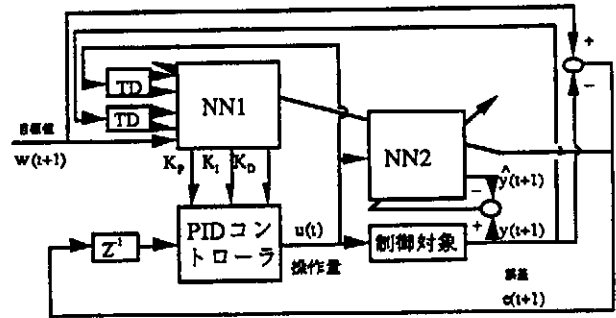 +
−
TD
NN1
TD
NN2
目標値
w(t+1)
K_P K_I K_D
ŷ(t+1)
−
PIDコン
トローラ
u(t)
操作量
Z^-1
制御対象
+
y(t+1)
誤差
e(t+1)